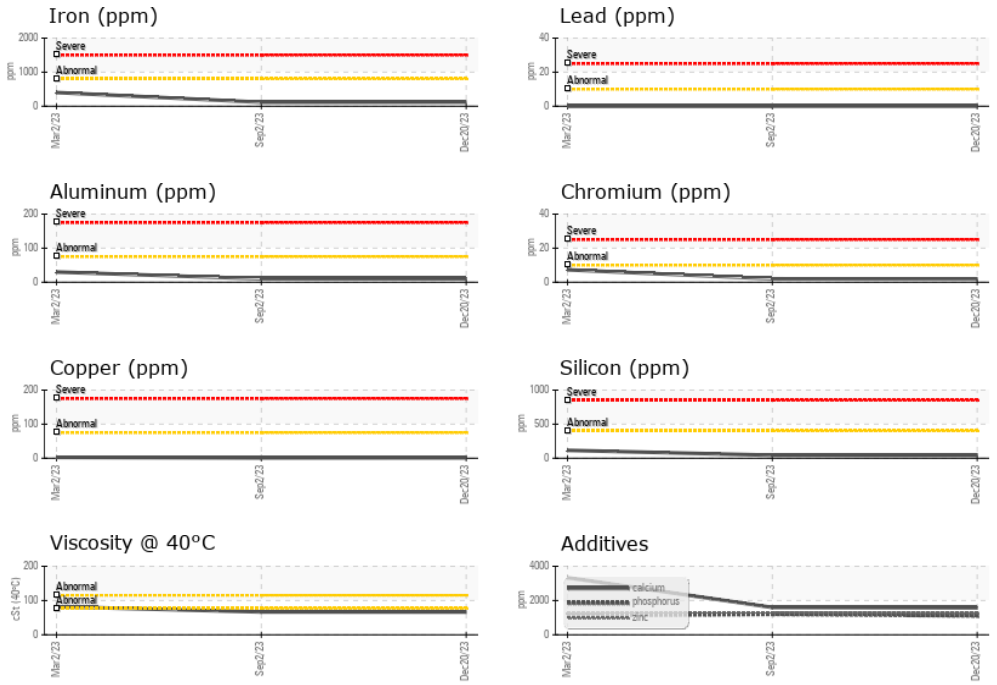 Iron (ppm)
2000
1000
0
ppm
Severe
Abnormal
Mar2/23
Sep2/23
Dec20/23
Lead (ppm)
40
20
0
ppm
Severe
Abnormal
Mar2/23
Sep2/23
Dec20/23
Aluminum (ppm)
200
100
0
ppm
Severe
Abnormal
Mar2/23
Sep2/23
Dec20/23
Chromium (ppm)
40
20
0
ppm
Severe
Abnormal
Mar2/23
Sep2/23
Dec20/23
Copper (ppm)
200
100
0
ppm
Severe
Abnormal
Mar2/23
Sep2/23
Dec20/23
Silicon (ppm)
1000
500
0
ppm
Severe
Abnormal
Mar2/23
Sep2/23
Dec20/23
Viscosity @ 40°C
200
100
0
cSt (40°C)
Abnormal
Abnormal
Mar2/23
Sep2/23
Dec20/23
Additives
4000
2000
0
ppm
calcium
phosphorus
zinc
Mar2/23
Sep2/23
Dec20/23